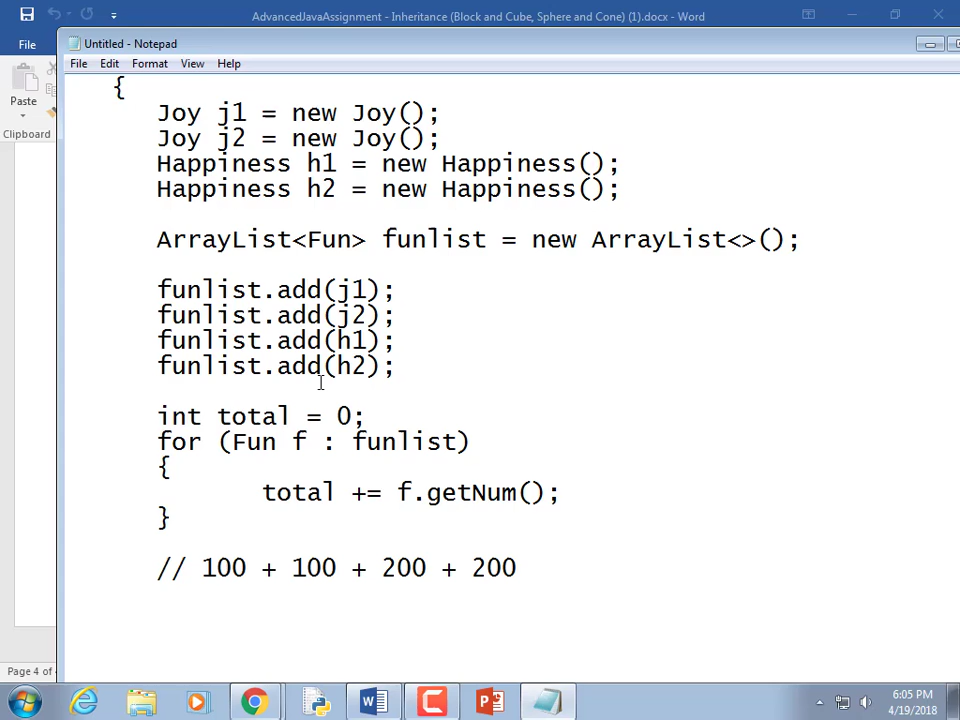 AdvancedJavaAssignment - Inheritance (Block and Cube, Sphere and Cone) (1).docx - Word
File
Untitled - Notepad
File Edit Format View Help
Paste
Clipboard
{
Joy j1 = new Joy();
Joy j2 = new Joy();
Happiness h1 = new Happiness();
Happiness h2 = new Happiness();
ArrayList<Fun> funlist = new ArrayList<>();
funlist.add(j1);
funlist.add(j2);
funlist.add(h1);
funlist.add(h2);
int total = 0;
for (Fun f : funlist)
{
total += f.getNum();
}
// 100 + 100 + 200 + 200
Page 4 of
6:05 PM
4/19/2018